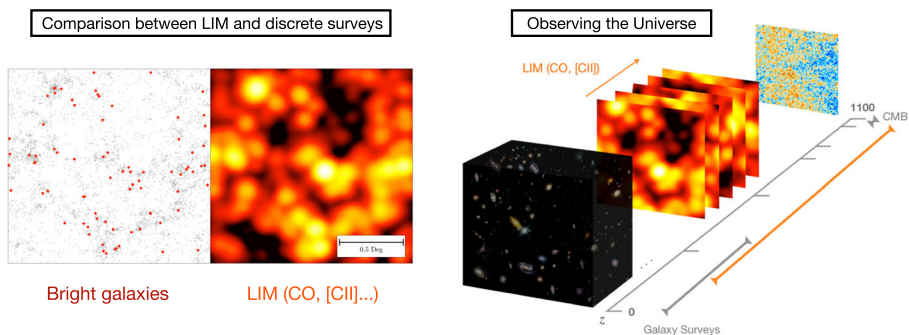 Comparison between LIM and discrete surveys
0.5 Deg
Bright galaxies
LIM (CO, [CII]...)
Observing the Universe
LIM (CO, [CII])
1100
CMB
z
0
Galaxy Surveys